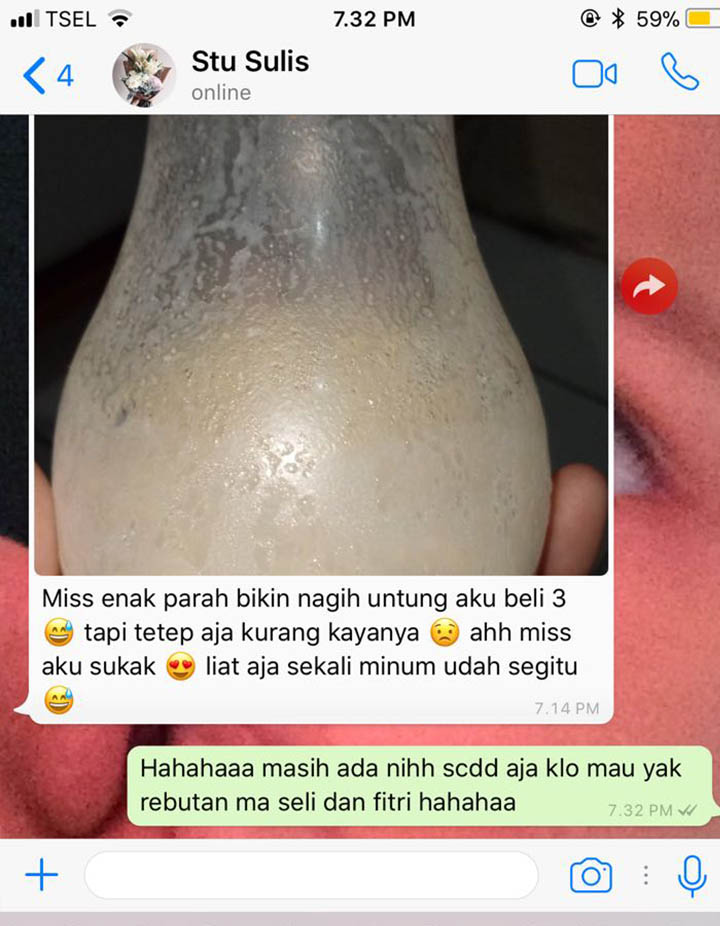 TSEL 7.32 PM 59%
4 Stu Sulis
online
Miss enak parah bikin nagih untung aku beli 3
😅 tapi tetep aja kurang kayanya 😟 ahh miss
aku sukak 😍 liat aja sekali minum udah segitu
😅
7.14 PM
Hahahaaa masih ada nihh scdd aja klo mau yak
rebutan ma seli dan fitri hahahaa
7.32 PM